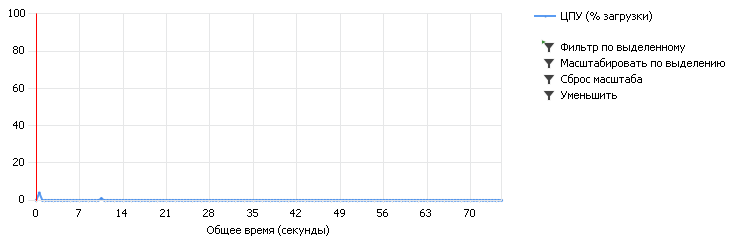 100
80
60
40
20
0
0 7 14 21 28 35 42 49 56 63 70
Общее время (секунды)
ЦПУ (% загрузки)
Фильтр по выделенному
Масштабировать по выделению
Сброс масштаба
Уменьшить